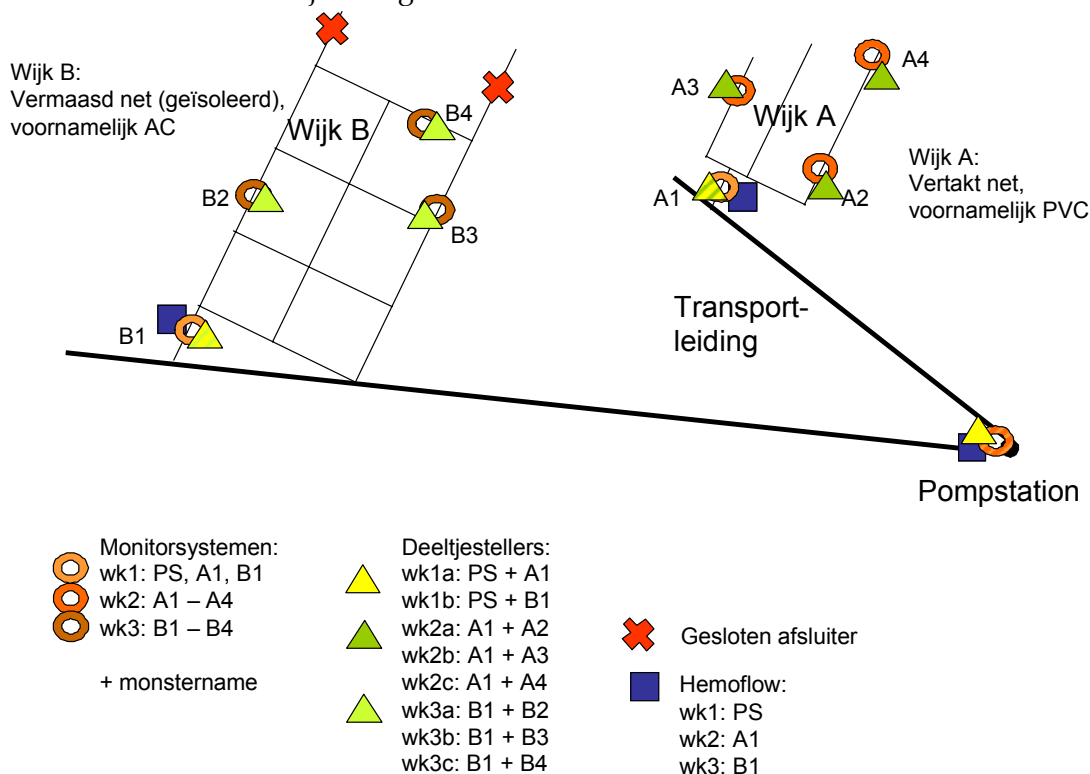 Wijk B:
Vermaasd net (geïsoleerd),
voornamelijk AC
Wijk B
B4
B2
B3
B1
A3
A4
Wijk A
A1
A2
Wijk A:
Vertakt net,
voornamelijk PVC
Transport-
leiding
Pompstation
Monitorsystemen:
wk1: PS, A1, B1
wk2: A1 – A4
wk3: B1 – B4
+ monstername
Deeltjestellers:
wk1a: PS + A1
wk1b: PS + B1
wk2a: A1 + A2
wk2b: A1 + A3
wk2c: A1 + A4
wk3a: B1 + B2
wk3b: B1 + B3
wk3c: B1 + B4
Gesloten afsluiter
Hemoflow:
wk1: PS
wk2: A1
wk3: B1